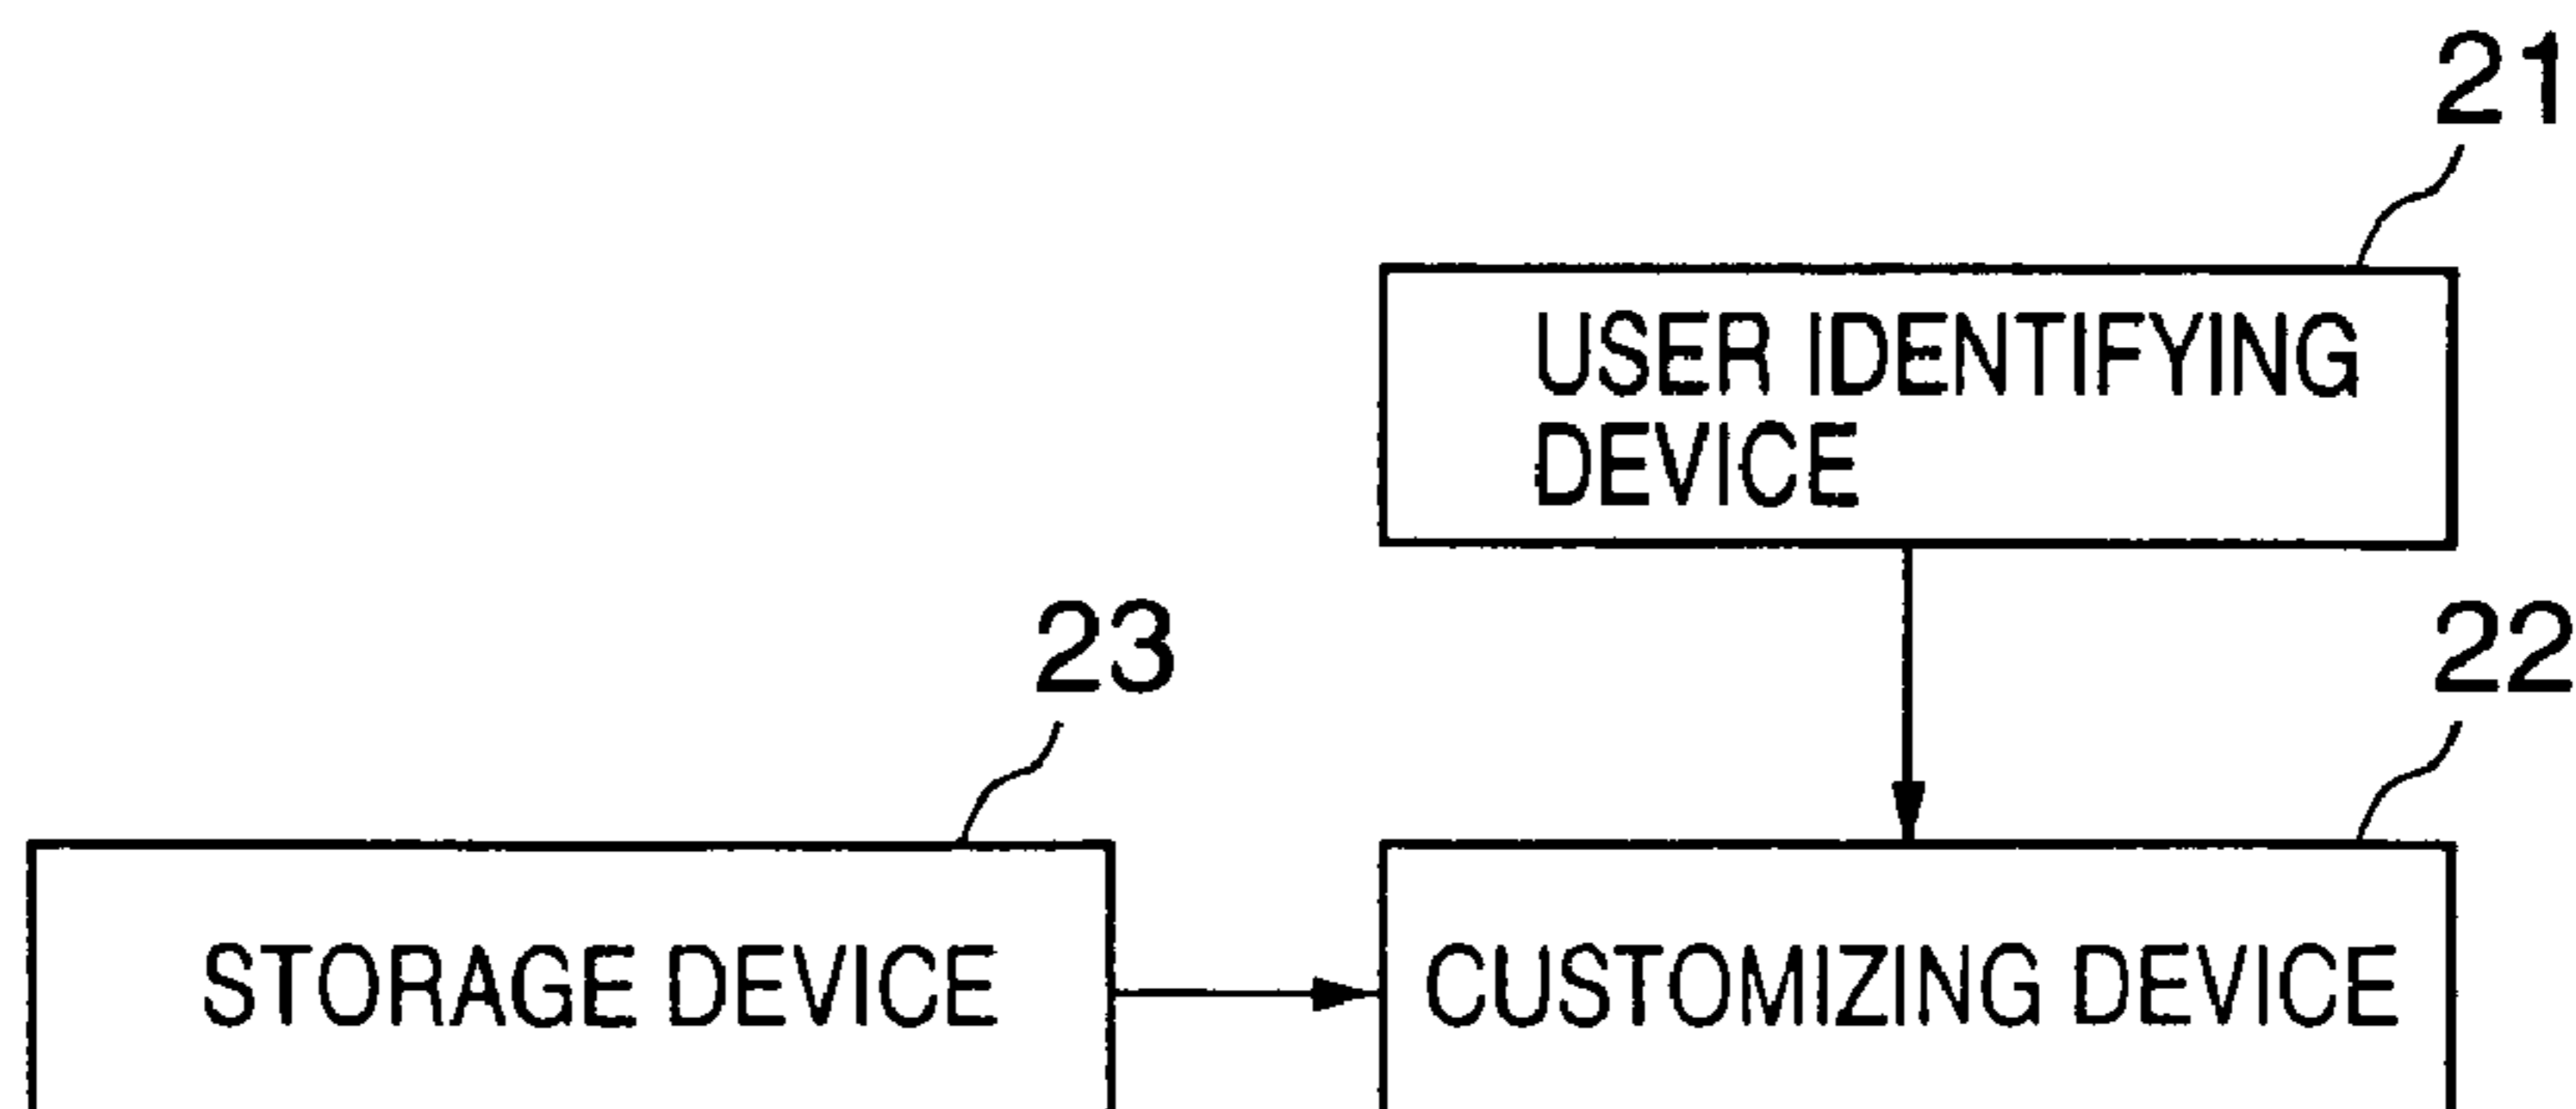 21
USER IDENTIFYING
DEVICE
23
22
STORAGE DEVICE
CUSTOMIZING DEVICE